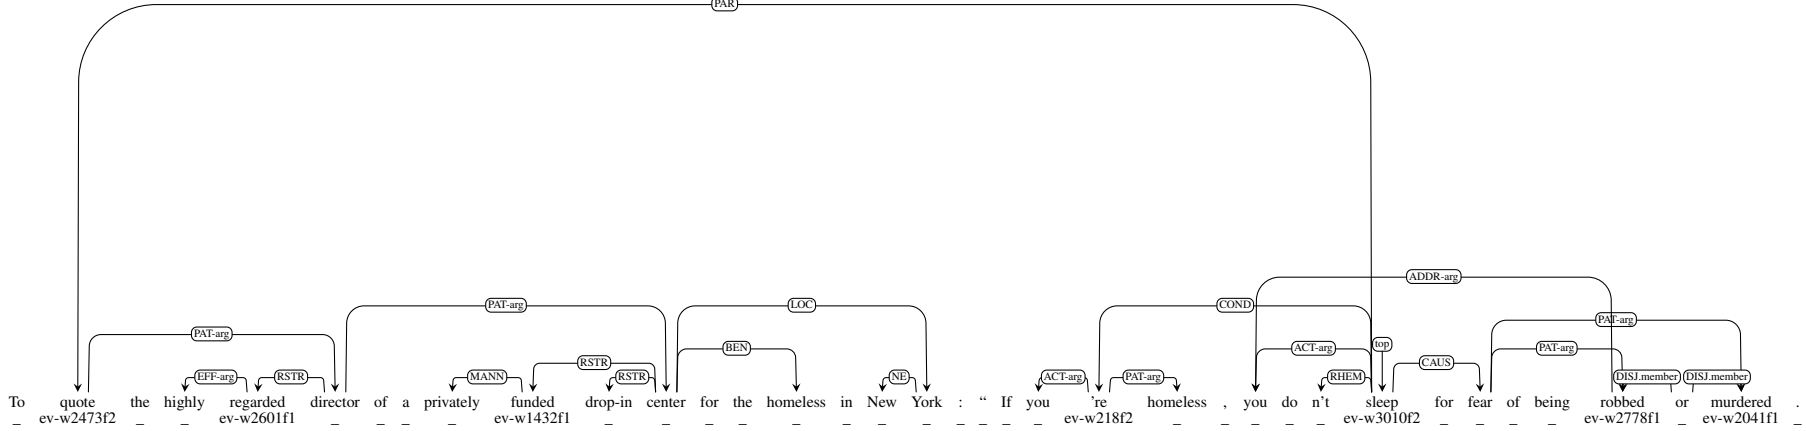 PAR
ADDR-arg
PAT-arg LOC COND
PAT-arg PAT-arg
top
BEN ACT-arg PAT-arg
RSTR CAUS
EFF-arg RSTR MANN RSTR NE ACT-arg PAT-arg RHEM DISJ.member DISJ.member
To quote the highly regarded director of a privately funded drop-in center for the homeless in New York : “ If you 're homeless , you do n't sleep for fear of being robbed or murdered .
_ ev-w2473f2 _ _ ev-w2601f1 _ _ _ _ ev-w1432f1 _ _ _ _ _ _ _ _ _ _ _ _ ev-w218f2 _ _ _ _ _ ev-w3010f2 _ _ _ _ ev-w2778f1 _ ev-w2041f1 _